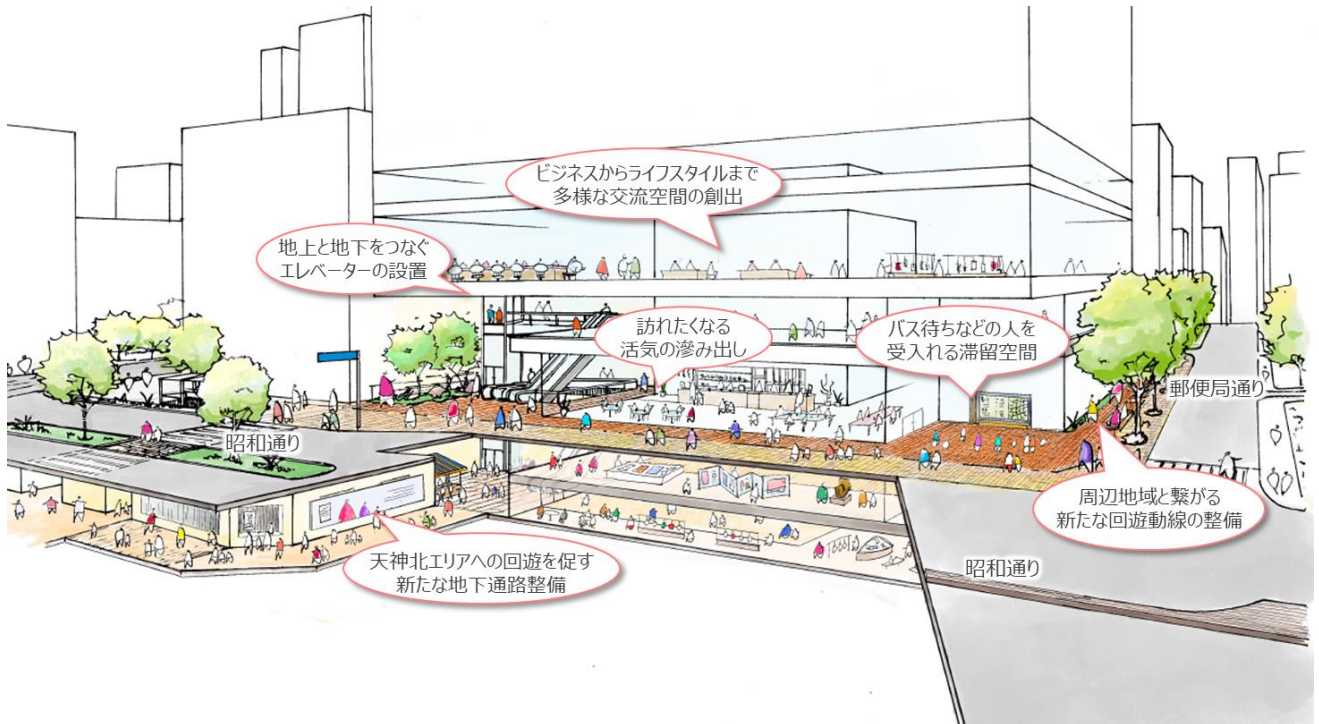 ビジネスからライフスタイルまで
多様な交流空間の創出
地上と地下をつなぐ
エレベーターの設置
訪れたくなる
活気の滲み出し
バス待ちなどの人を
受入れる滞留空間
郵便局通り
昭和通り
周辺地域と繋がる
新たな回遊動線の整備
天神北エリアへの回遊を促す
新たな地下通路整備
昭和通り